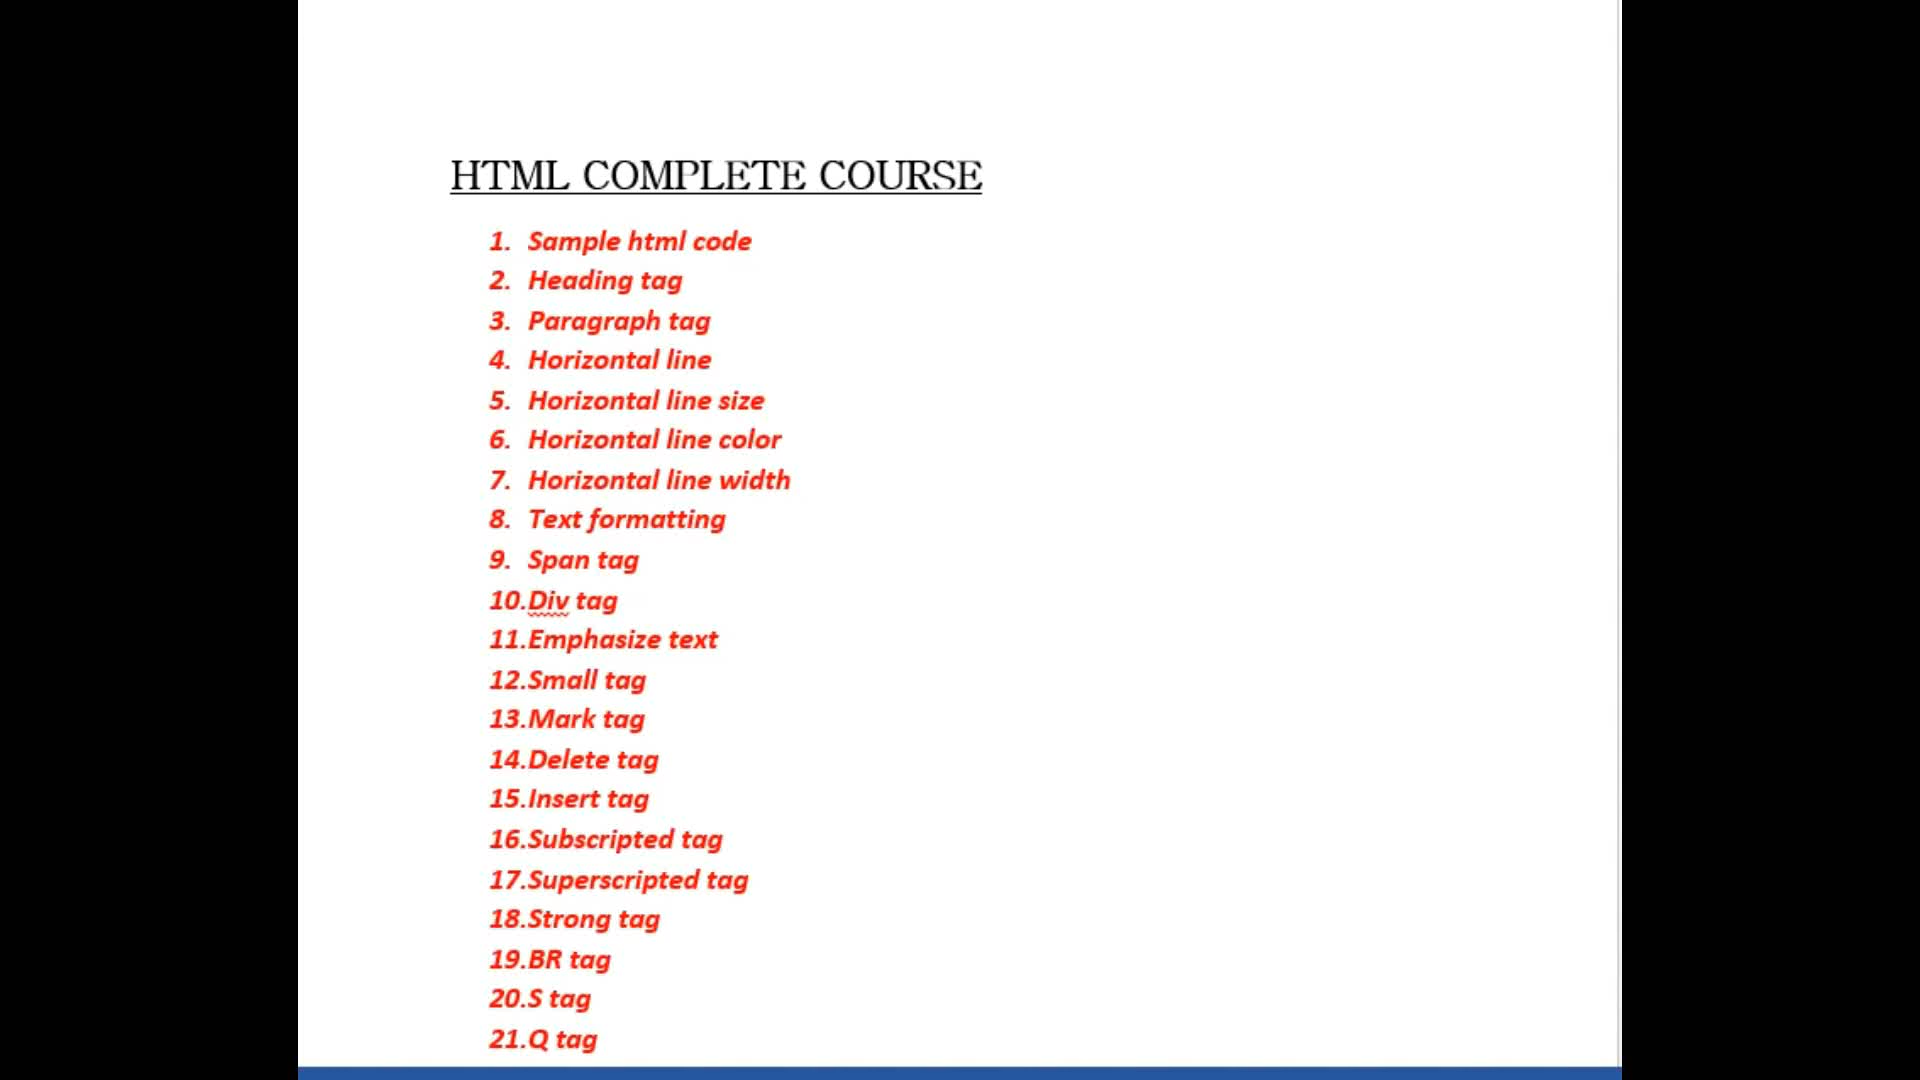 HTML COMPLETE COURSE
1. Sample html code
2. Heading tag
3. Paragraph tag
4. Horizontal line
5. Horizontal line size
6. Horizontal line color
7. Horizontal line width
8. Text formatting
9. Span tag
10.Div tag
11.Emphasize text
12.Small tag
13.Mark tag
14.Delete tag
15.Insert tag
16.Subscripted tag
17.Superscripted tag
18.Strong tag
19.BR tag
20.S tag
21.Q tag